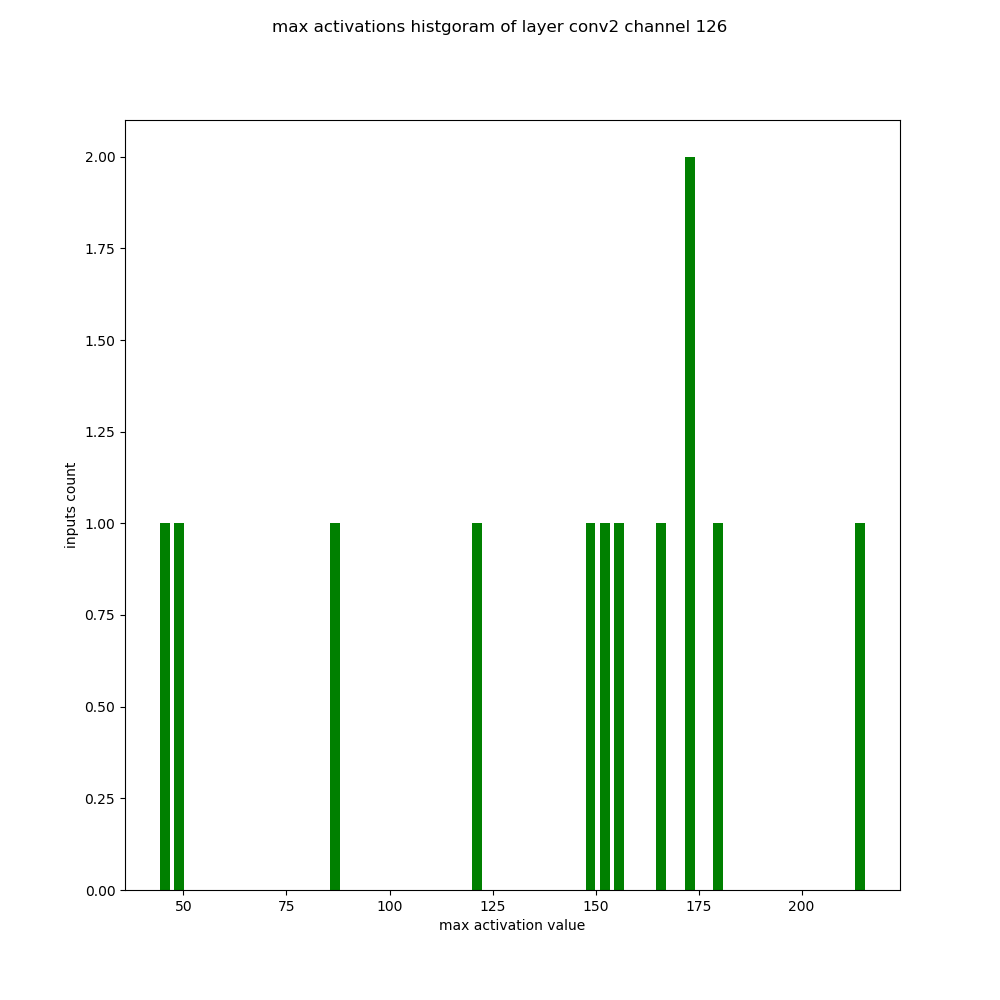 max activations histgoram of layer conv2 channel 126
2.00
1.75
1.50
1.25
1.00
0.75
0.50
0.25
0.00
inputs count
50 75 100 125 150 175 200
max activation value